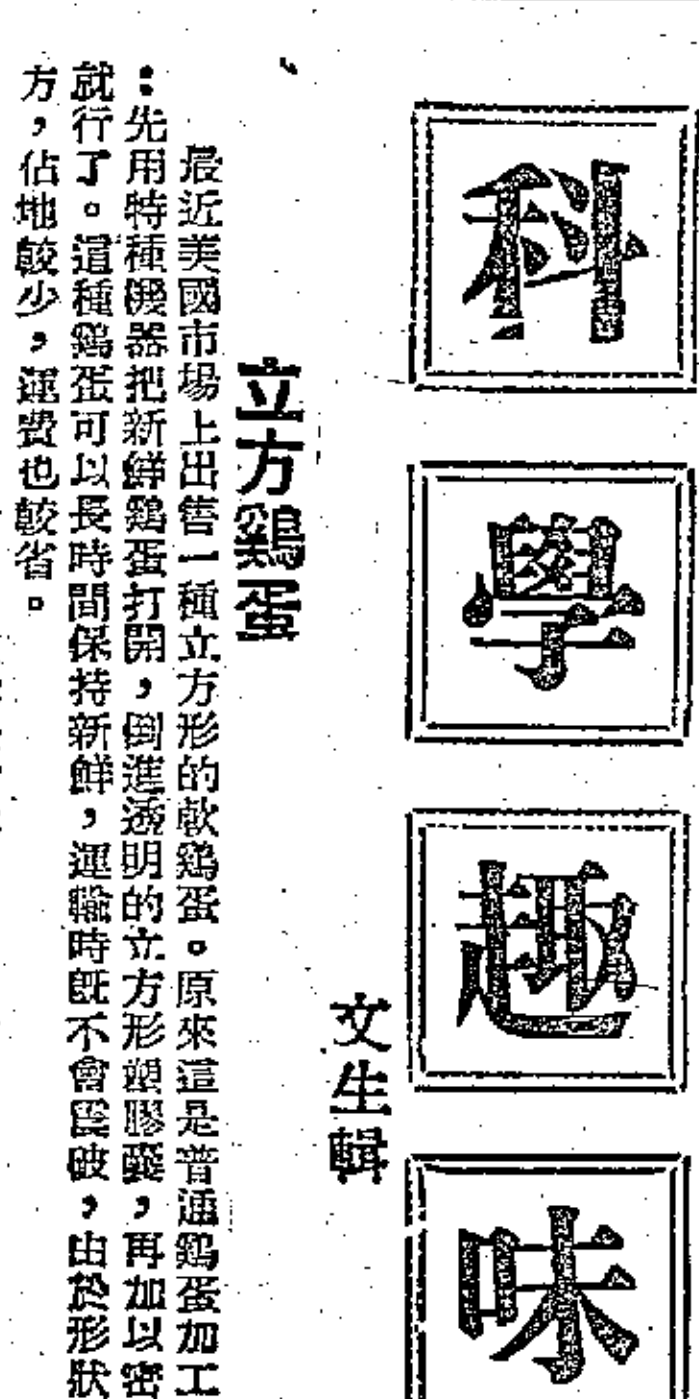 科學趣味
文生輯
立方鷄蛋
最近美國市場上出售一種立方形的軟鷄蛋。原來這是普通鷄蛋加工
：先用特種機器把新鮮鷄蛋打開，倒進透明的立方形塑膠囊，再加以密
就行了。這種鷄蛋可以長時間保持新鮮，運輸時旣不會壓破，由於形狀
方，佔地較少，運費也較省。